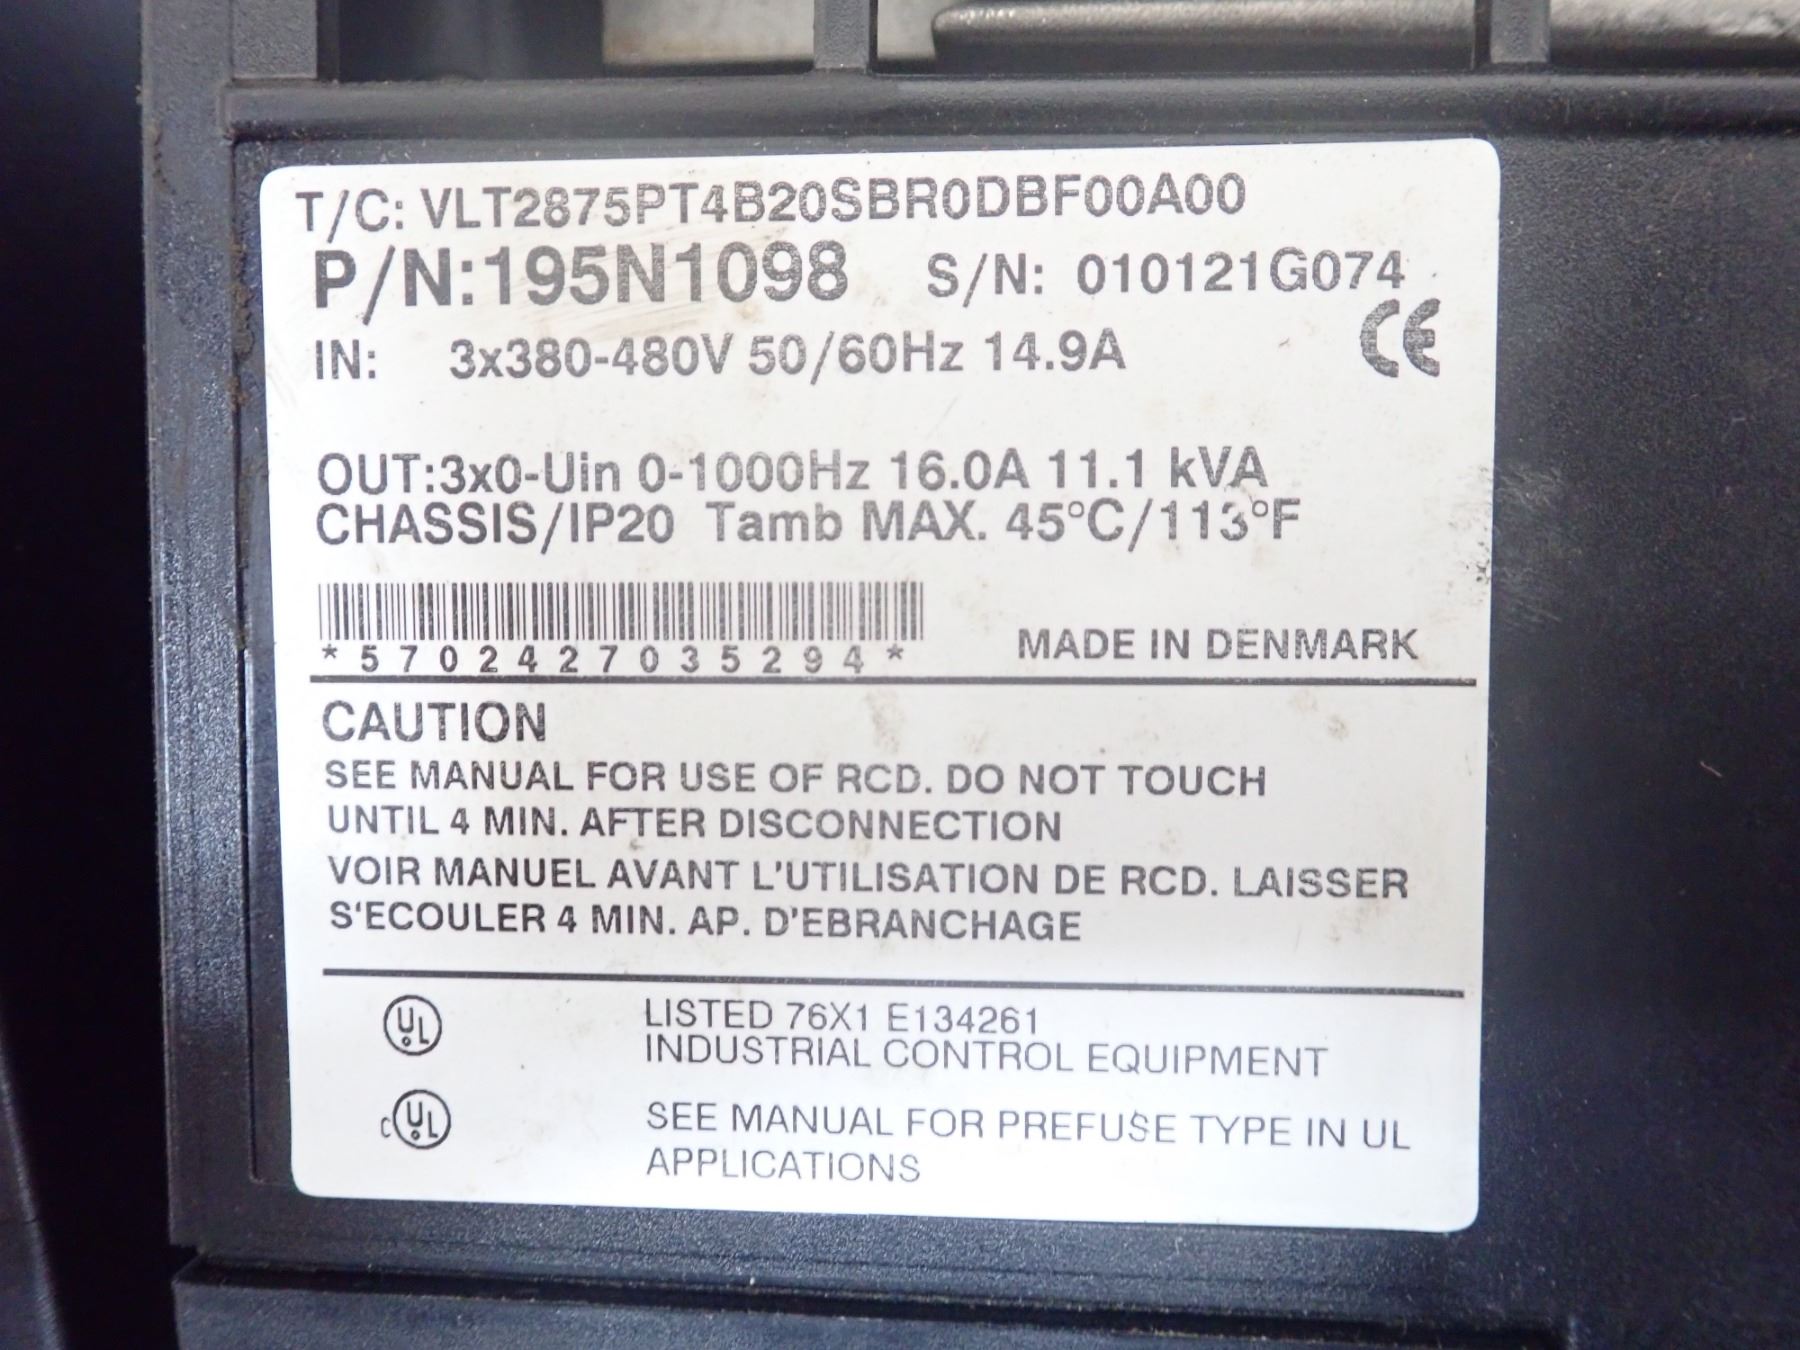 T/C: VLT2875PT4B20SBR0DBF00A00
P/N:195N1098 S/N: 010121G074
IN: 3x380-480V 50/60Hz 14.9A CE
OUT:3x0-Uin 0-1000Hz 16.0A 11.1 kVA
CHASSIS/IP20 Tamb MAX. 45°C/113°F
*5702427035294* MADE IN DENMARK
CAUTION
SEE MANUAL FOR USE OF RCD. DO NOT TOUCH
UNTIL 4 MIN. AFTER DISCONNECTION
VOIR MANUEL AVANT L'UTILISATION DE RCD. LAISSER
S'ECOULER 4 MIN. AP. D'EBRANCHAGE
UL LISTED 76X1 E134261
INDUSTRIAL CONTROL EQUIPMENT
c UL SEE MANUAL FOR PREFUSE TYPE IN UL
APPLICATIONS